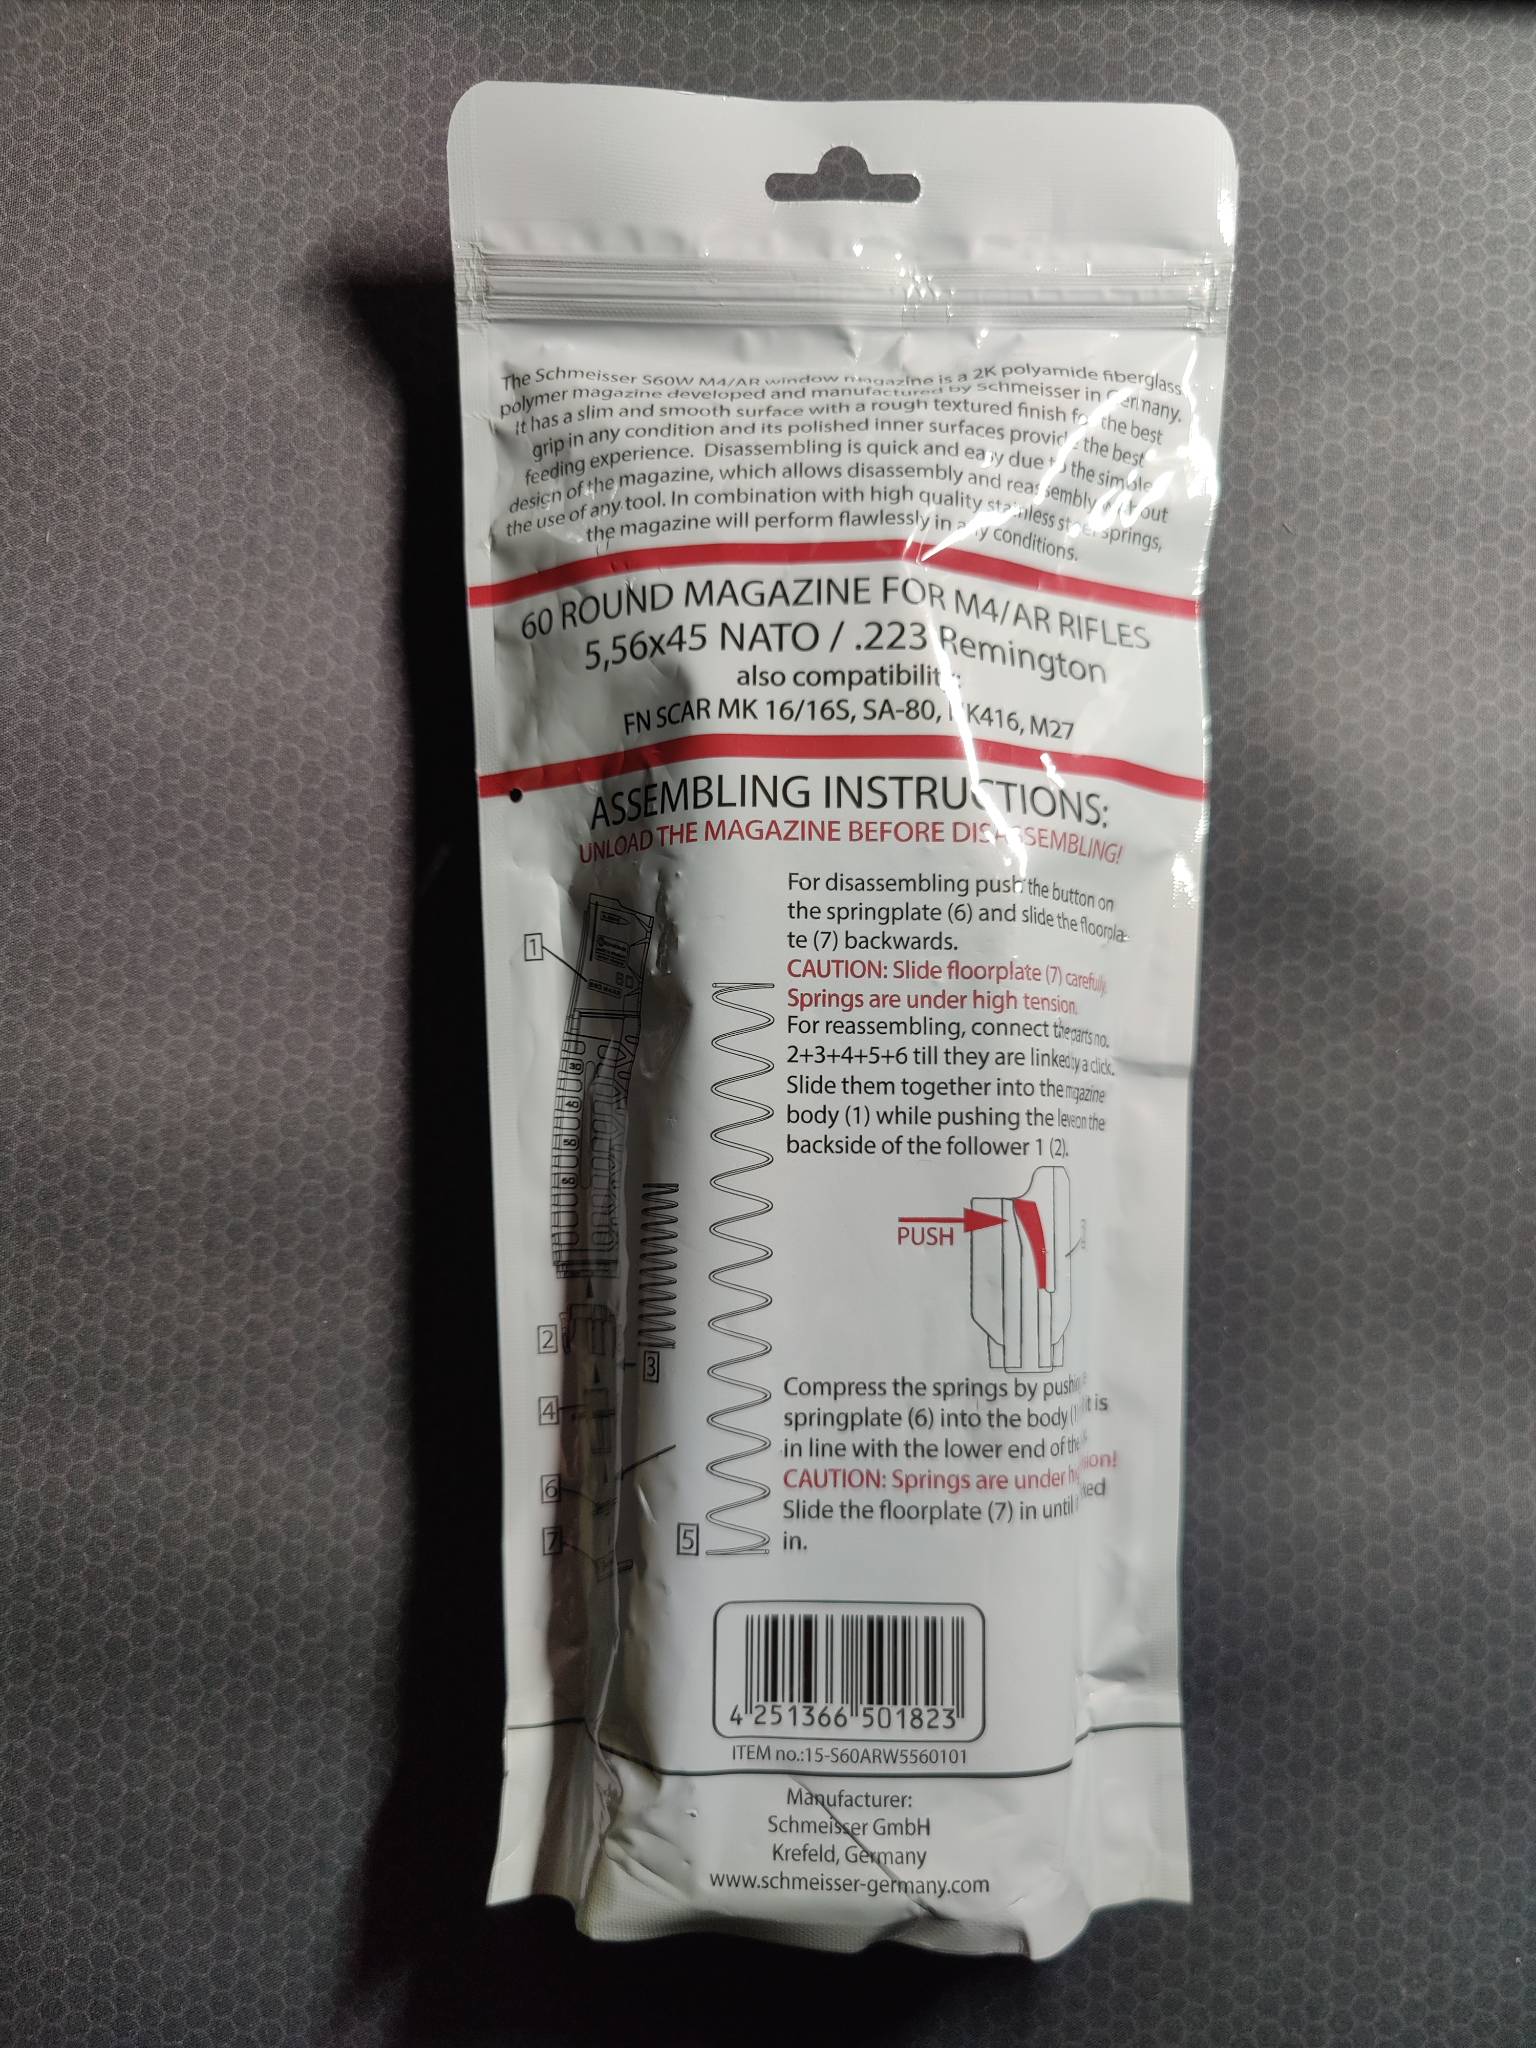 The Schmeisser S60W M4/AR window magazine is a 2K polyamide fiberglass
polymer magazine developed and manufactured by Schmeisser in Germany.
It has a slim and smooth surface with a rough textured finish for the best
grip in any condition and its polished inner surfaces provide the best
feeding experience. Disassembling is quick and easy due to the simple
design of the magazine, which allows disassembly and reassembly without
the use of any tool. In combination with high quality stainless steel springs,
the magazine will perform flawlessly in any conditions.
60 ROUND MAGAZINE FOR M4/AR RIFLES
5,56x45 NATO / .223 Remington
also compatibility:
FN SCAR MK 16/16S, SA-80, HK416, M27
ASSEMBLING INSTRUCTIONS:
UNLOAD THE MAGAZINE BEFORE DISASSEMBLING!
For disassembling push the button on
the springplate (6) and slide the floorpla-
te (7) backwards.
CAUTION: Slide floorplate (7) carefully.
Springs are under high tension.
For reassembling, connect the parts no.
2+3+4+5+6 till they are linked by a click.
Slide them together into the magazine
body (1) while pushing the lever on the
backside of the follower 1 (2).
PUSH
Compress the springs by
springplate (6) into the body it is
in line with the lower end of the
CAUTION: Springs are under
Slide the floorplate (7) in until
in.
1
2
3
4
6
7
5
4 251366 501823
ITEM no.:15-S60ARW5560101
Manufacturer:
Schmeisser GmbH
Krefeld, Germany
www.schmeisser-germany.com